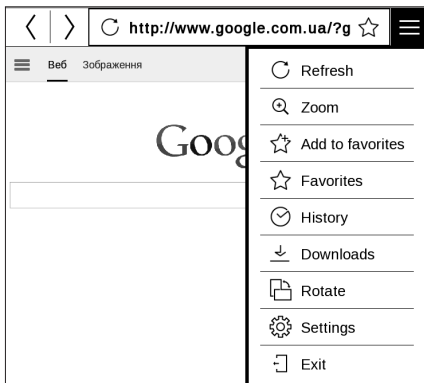 http://www.google.com.ua/?g
Веб Зображення
Refresh
Goog
Zoom
Add to favorites
Favorites
History
Downloads
Rotate
Settings
Exit